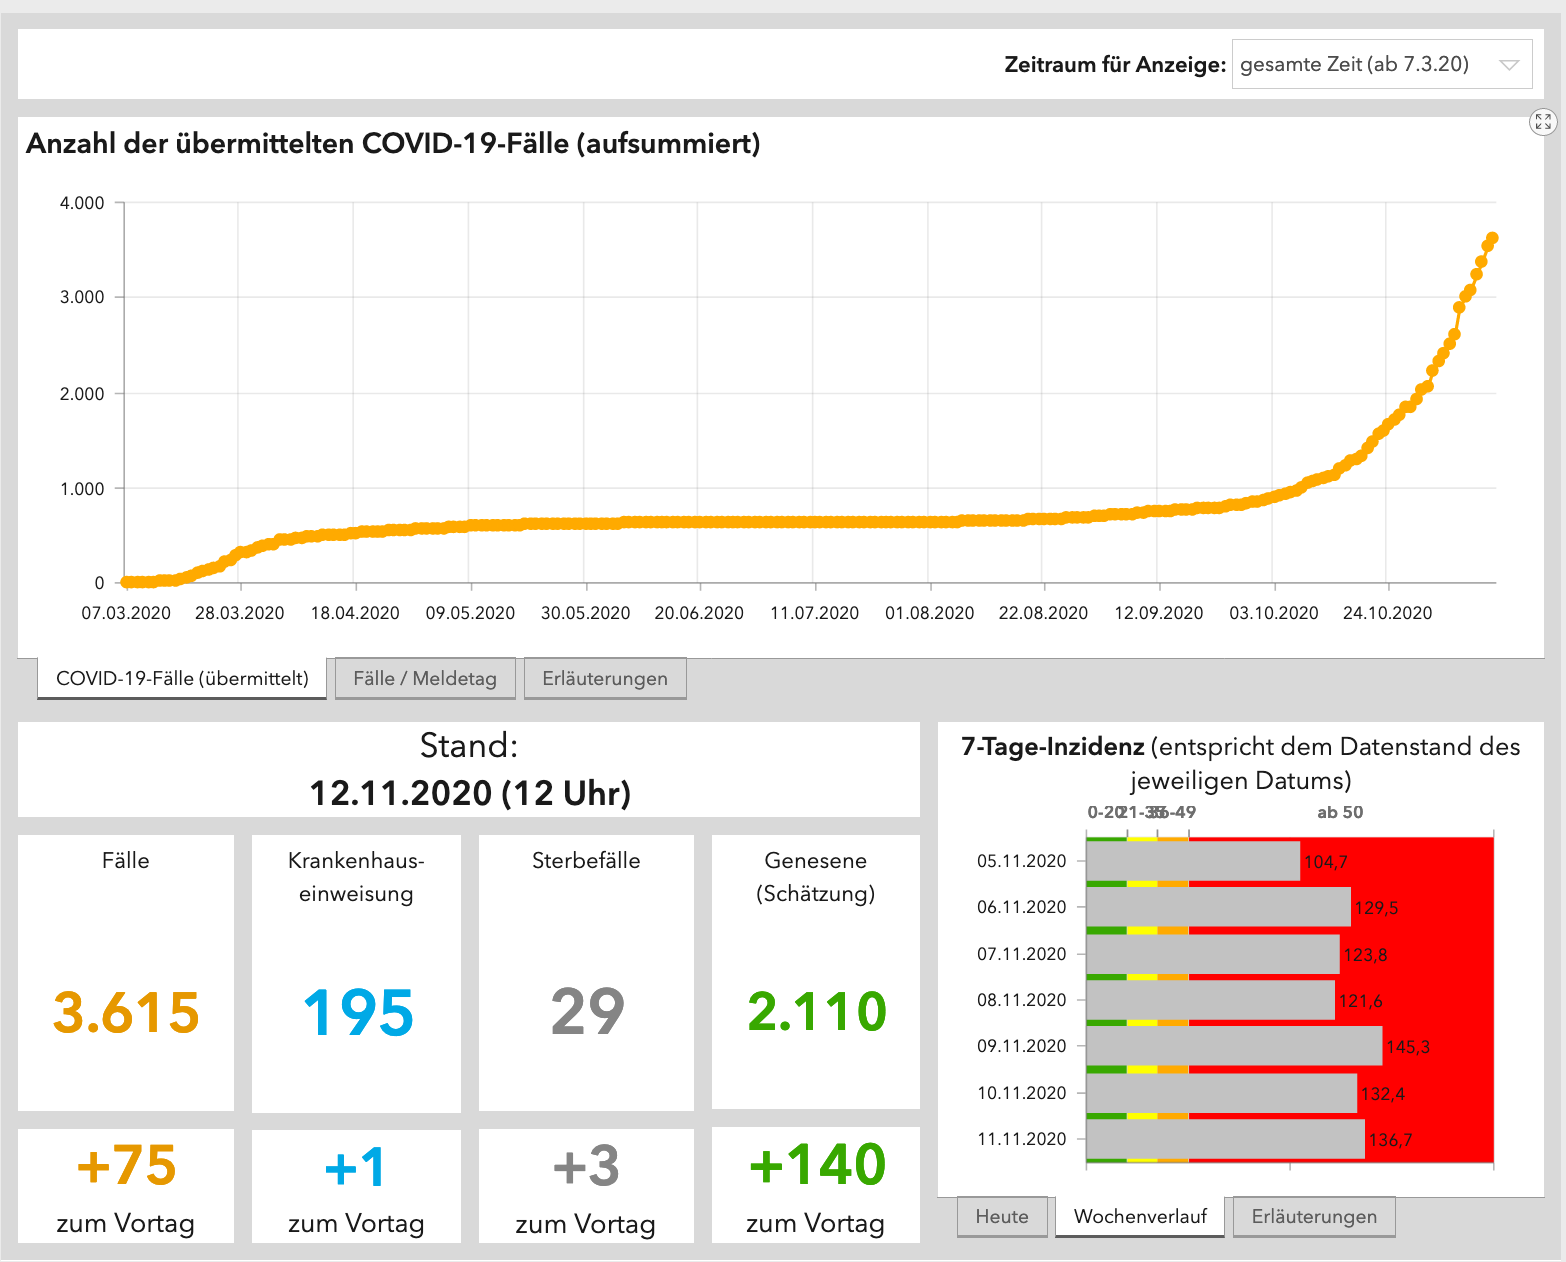 Zeitraum für Anzeige: gesamte Zeit (ab 7.3.20)
Anzahl der übermittelten COVID-19-Fälle (aufsummiert)
4.000
3.000
2.000
1.000
0
07.03.2020 28.03.2020 18.04.2020 09.05.2020 30.05.2020 20.06.2020 11.07.2020 01.08.2020 22.08.2020 12.09.2020 03.10.2020 24.10.2020
COVID-19-Fälle (übermittelt) Fälle / Meldetag Erläuterungen
Stand:
12.11.2020 (12 Uhr)
Fälle
3.615
+75
zum Vortag
Krankenhaus-
einweisung
195
+1
zum Vortag
Sterbefälle
29
+3
zum Vortag
Genesene
(Schätzung)
2.110
+140
zum Vortag
7-Tage-Inzidenz (entspricht dem Datenstand des
jeweiligen Datums)
0-20 21-35 36-49 ab 50
05.11.2020 104,7
06.11.2020 129,5
07.11.2020 123,8
08.11.2020 121,6
09.11.2020 145,3
10.11.2020 132,4
11.11.2020 136,7
Heute Wochenverlauf Erläuterungen